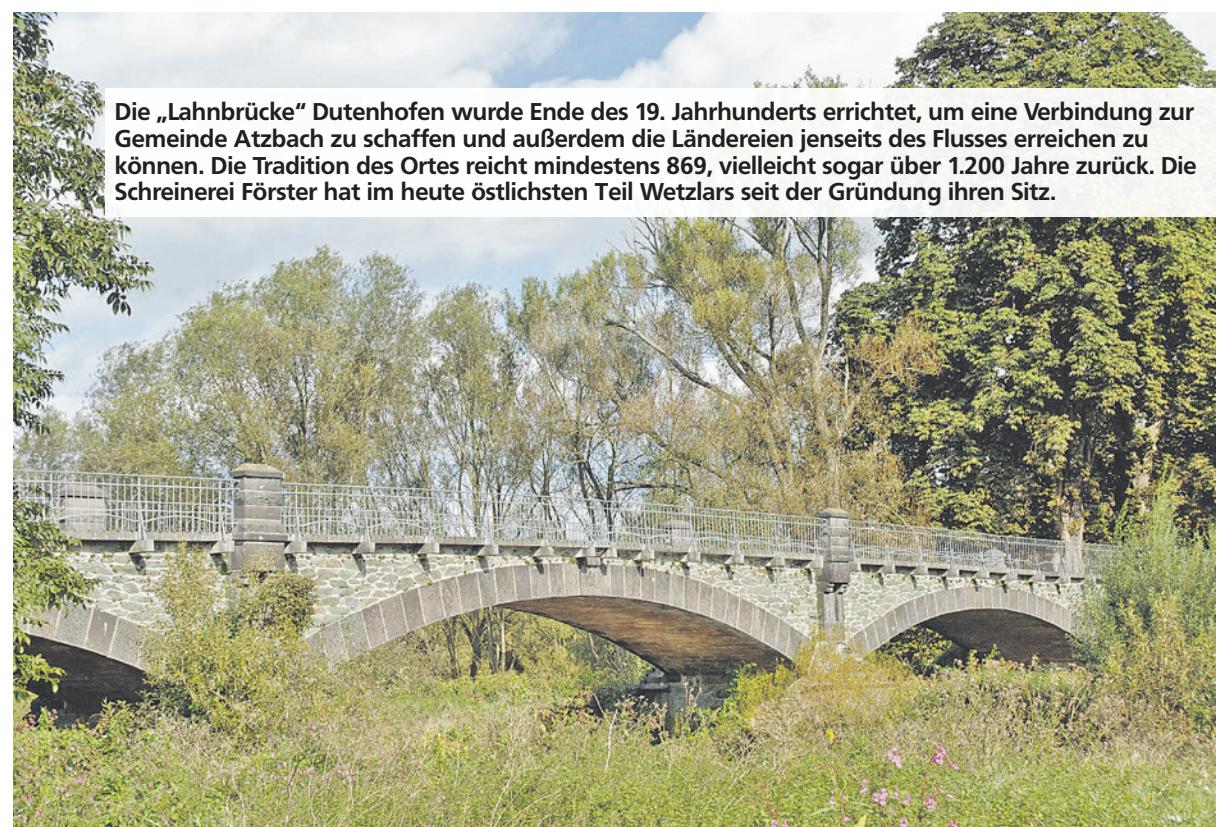 Die „Lahnbrücke“ Dutenhofen wurde Ende des 19. Jahrhunderts errichtet, um eine Verbindung zur
Gemeinde Atzbach zu schaffen und außerdem die Ländereien jenseits des Flusses erreichen zu
können. Die Tradition des Ortes reicht mindestens 869, vielleicht sogar über 1.200 Jahre zurück. Die
Schreinerei Förster hat im heute östlichsten Teil Wetzlars seit der Gründung ihren Sitz.